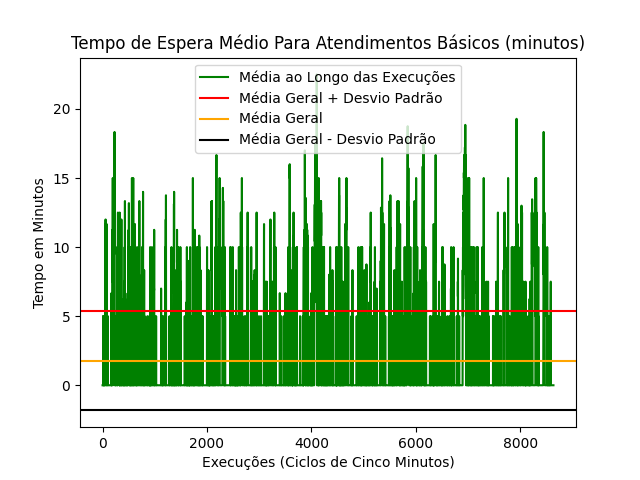 Tempo de Espera Médio Para Atendimentos Básicos (minutos)
Média ao Longo das Execuções
Média Geral + Desvio Padrão
Média Geral
Média Geral - Desvio Padrão
20
15
10
5
0
Tempo em Minutos
0 2000 4000 6000 8000
Execuções (Ciclos de Cinco Minutos)